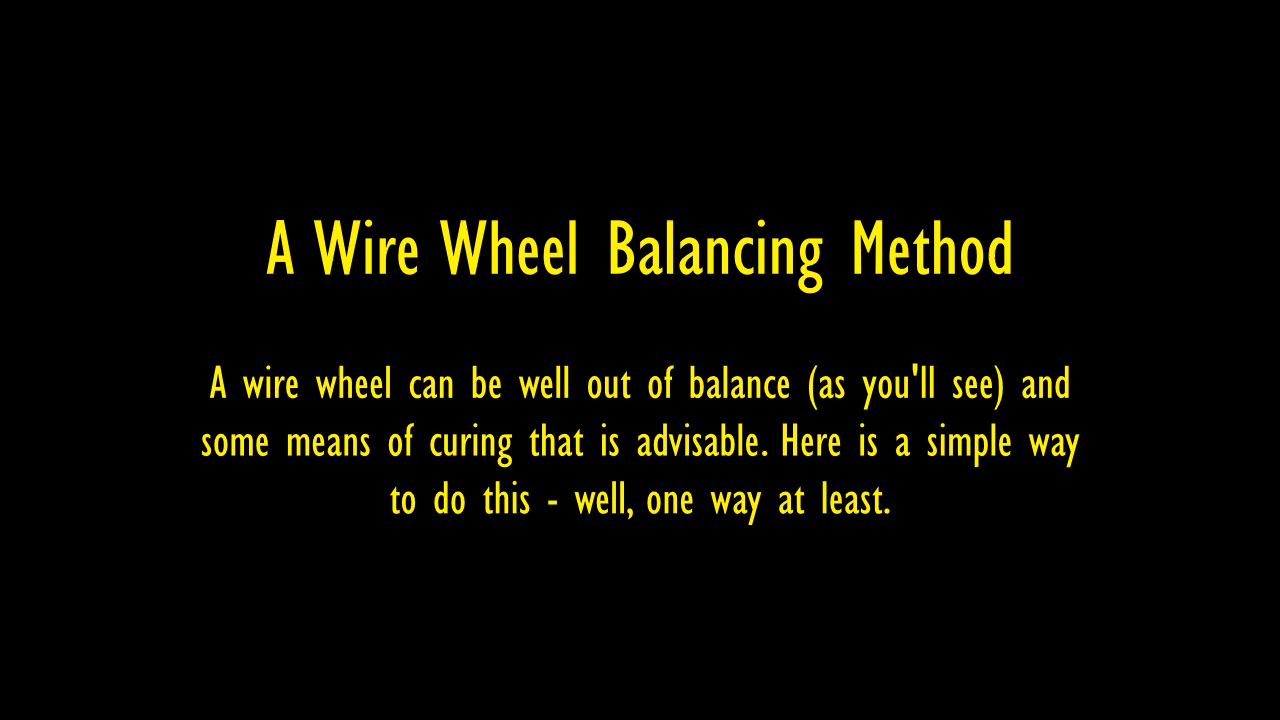 A Wire Wheel Balancing Method
A wire wheel can be well out of balance (as you'll see) and
some means of curing that is advisable. Here is a simple way
to do this - well, one way at least.